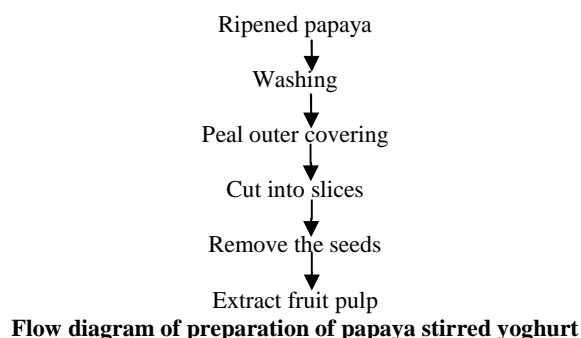 Ripened papaya
Washing
Peal outer covering
Cut into slices
Remove the seeds
Extract fruit pulp
Flow diagram of preparation of papaya stirred yoghurt